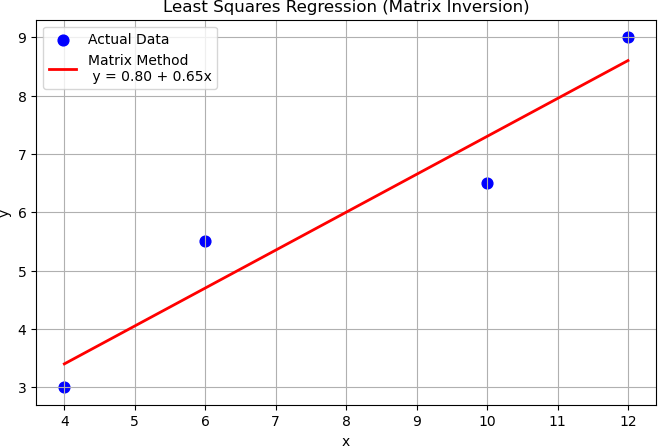 Least Squares Regression (Matrix Inversion)
Actual Data
Matrix Method
y = 0.80 + 0.65x
9
8
7
6
5
4
3
y
4 5 6 7 8 9 10 11 12
x